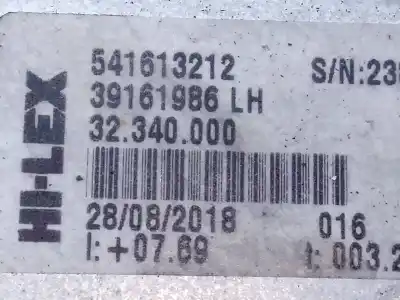 HI-LEX
541613212 S/N:23
39161986 LH
32.340.000
28/08/2018 016
I: +07.69 t: 003.2